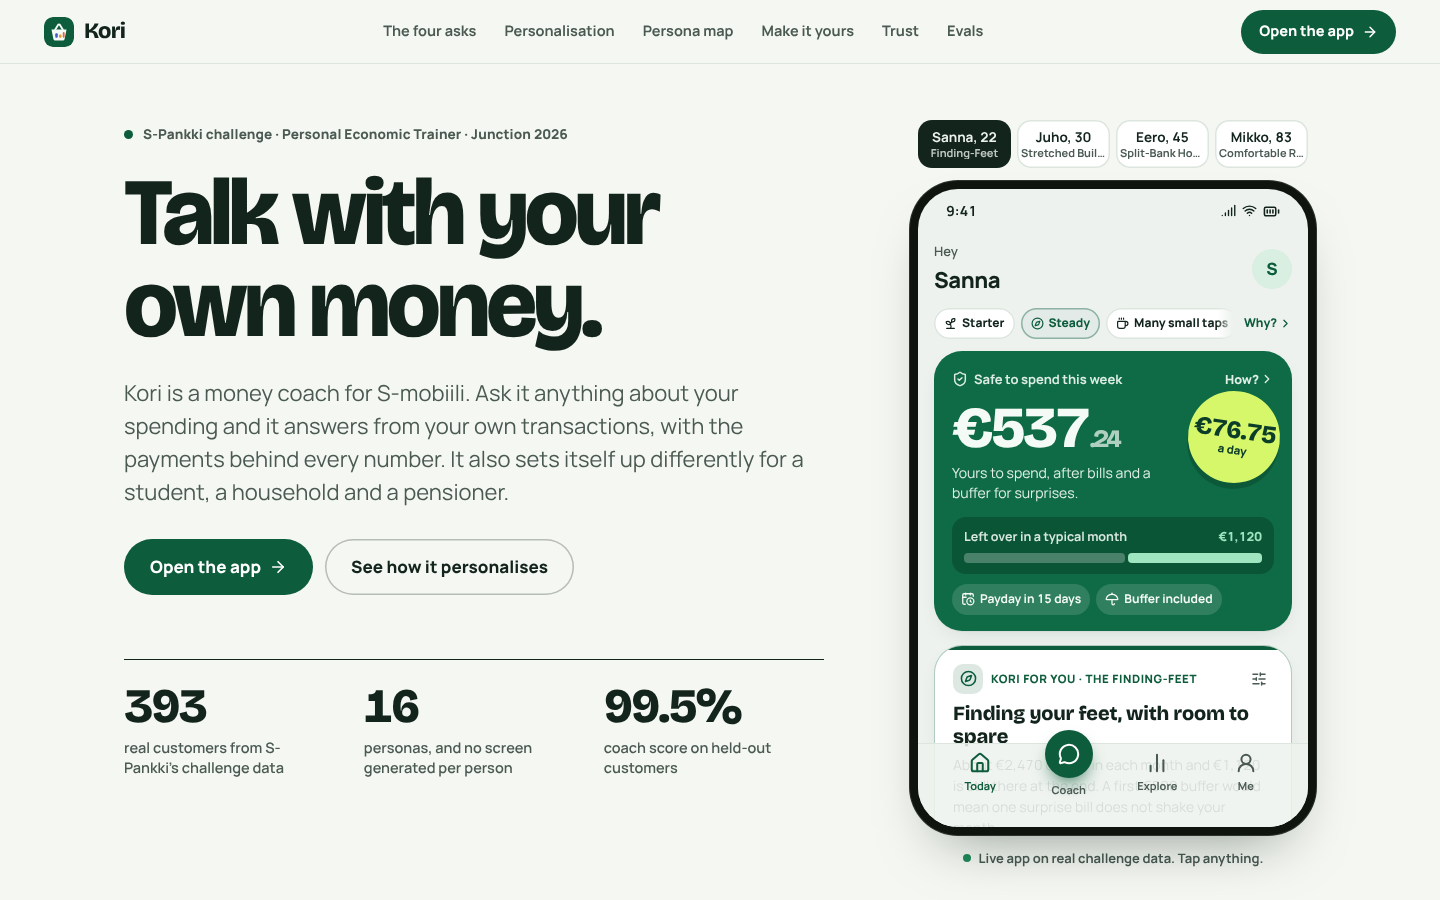 Kori
The four asks
Personalisation
Persona map
Make it yours
Trust
Evals
Open the app
S-Pankki challenge · Personal Economic Trainer · Junction 2026
Talk with your
own money.
Kori is a money coach for S-mobiili. Ask it anything about your
spending and it answers from your own transactions, with the
payments behind every number. It also sets itself up differently for a
student, a household and a pensioner.
Open the app
See how it personalises
393
real customers from S-
Pankki's challenge data
16
personas, and no screen
generated per person
99.5%
coach score on held-out
customers
Sanna, 22
Finding-Feet
Juho, 30
Stretched Buil...
Eero, 45
Split-Bank Ho...
Mikko, 83
Comfortable R...
9:41
Hey
Sanna
S
Starter
Steady
Many small taps
Why?
Safe to spend this week
How?
€537.24
€76.75
a day
Yours to spend, after bills and a
buffer for surprises.
Left over in a typical month
€1,120
Payday in 15 days
Buffer included
KORI FOR YOU · THE FINDING-FEET
Finding your feet, with room to
spare
mean one surprise bill does not shake your
Today
Coach
Explore
Me
Live app on real challenge data. Tap anything.